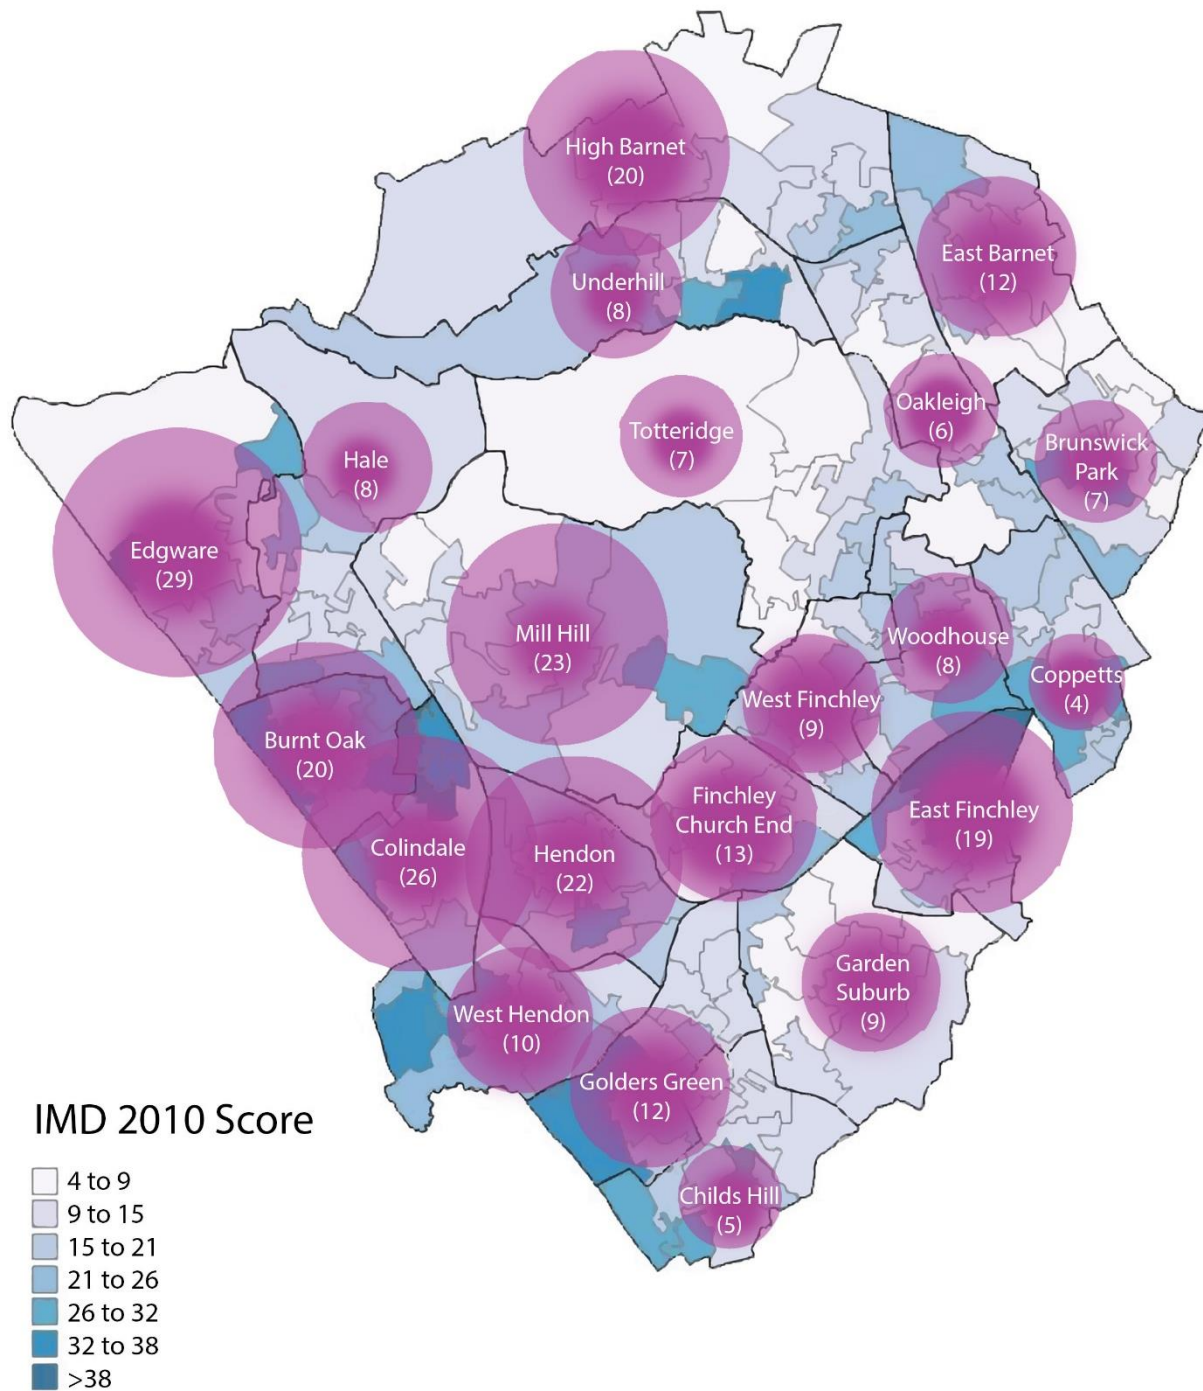 High Barnet
(20)
East Barnet
(12)
Underhill
(8)
Oakleigh
(6)
Totteridge
(7)
Brunswick
Park
(7)
Hale
(8)
Edgware
(29)
Mill Hill
(23)
Woodhouse
(8)
Coppetts
(4)
West Finchley
(9)
Burnt Oak
(20)
Finchley
Church End
(13)
East Finchley
(19)
Colindale
(26)
Hendon
(22)
Garden
Suburb
(9)
West Hendon
(10)
Golders Green
(12)
Childs Hill
(5)
IMD 2010 Score
4 to 9
9 to 15
15 to 21
21 to 26
26 to 32
32 to 38
>38